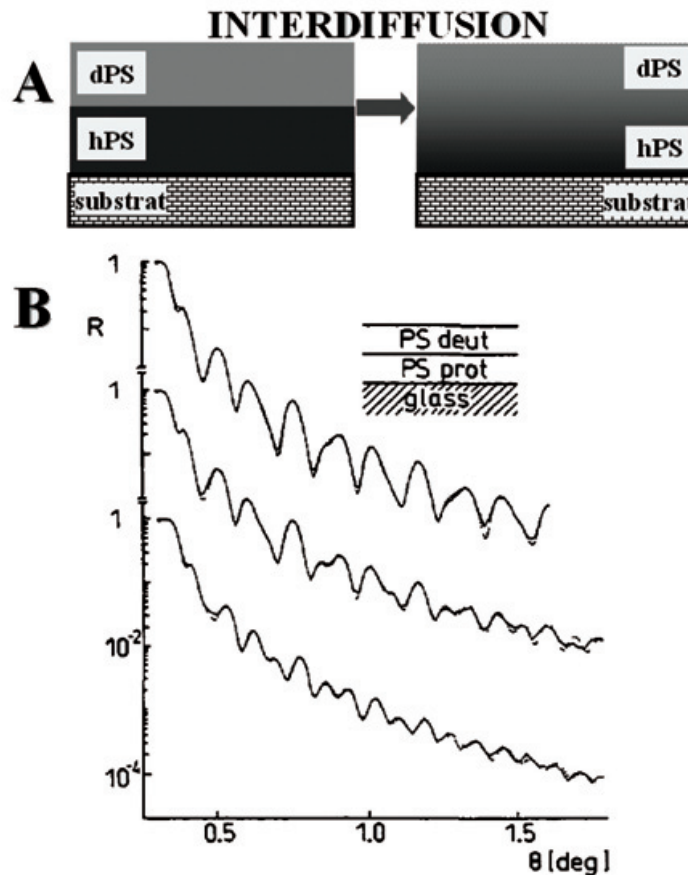 INTERDIFFUSION
A
dPS
hPS
substrat
dPS
hPS
substrat
B
1
R
1
1
10-2
10-4
PS deut
PS prot
glass
0.5
1.0
1.5
θ [deg]